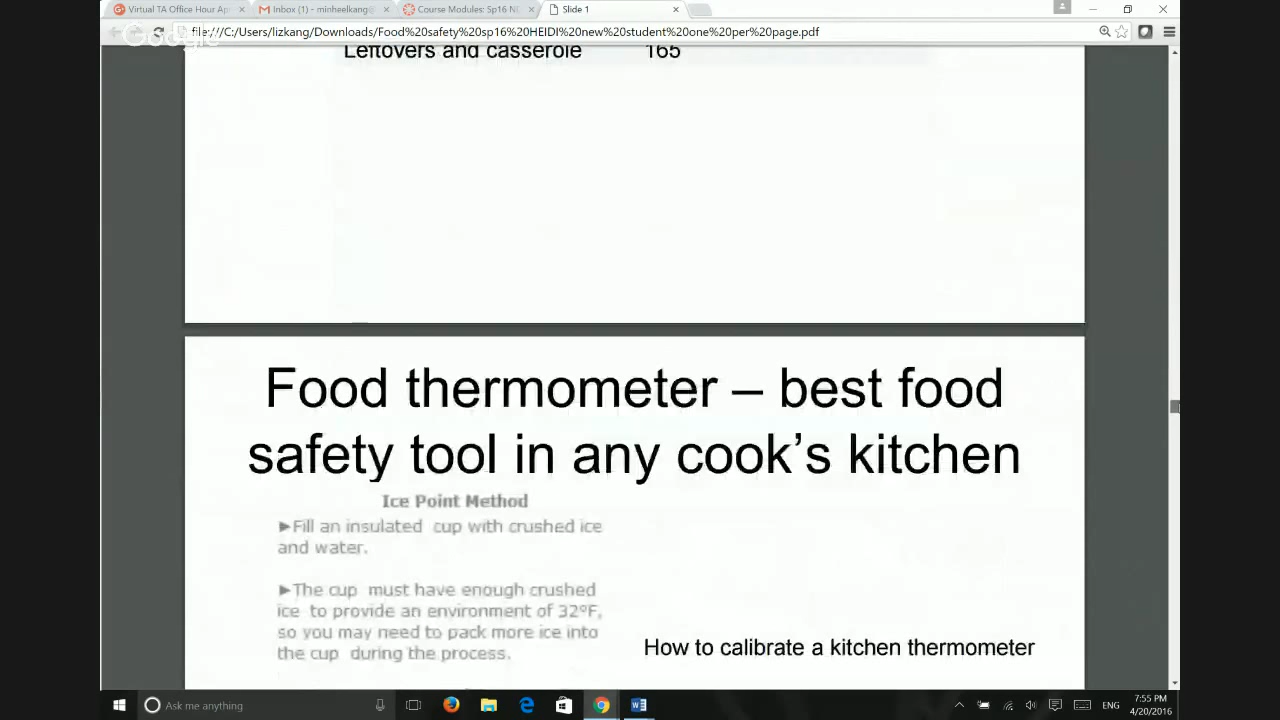 Virtual TA Office Hour Ap
Inbox (1) - minheelkang@
Course Modules: Sp16 N
Slide 1
Google
file:///C:/Users/lizkang/Downloads/Food%20safety%20sp16%20HEIDI%20new%20student%20one%20per%20page.pdf
Leftovers and casserole 165
Food thermometer – best food
safety tool in any cook's kitchen
Ice Point Method
►Fill an insulated cup with crushed ice
and water.
►The cup must have enough crushed
ice to provide an environment of 32°F,
so you may need to pack more ice into
the cup during the process.
How to calibrate a kitchen thermometer
Ask me anything
ENG
7:55 PM
4/20/2016